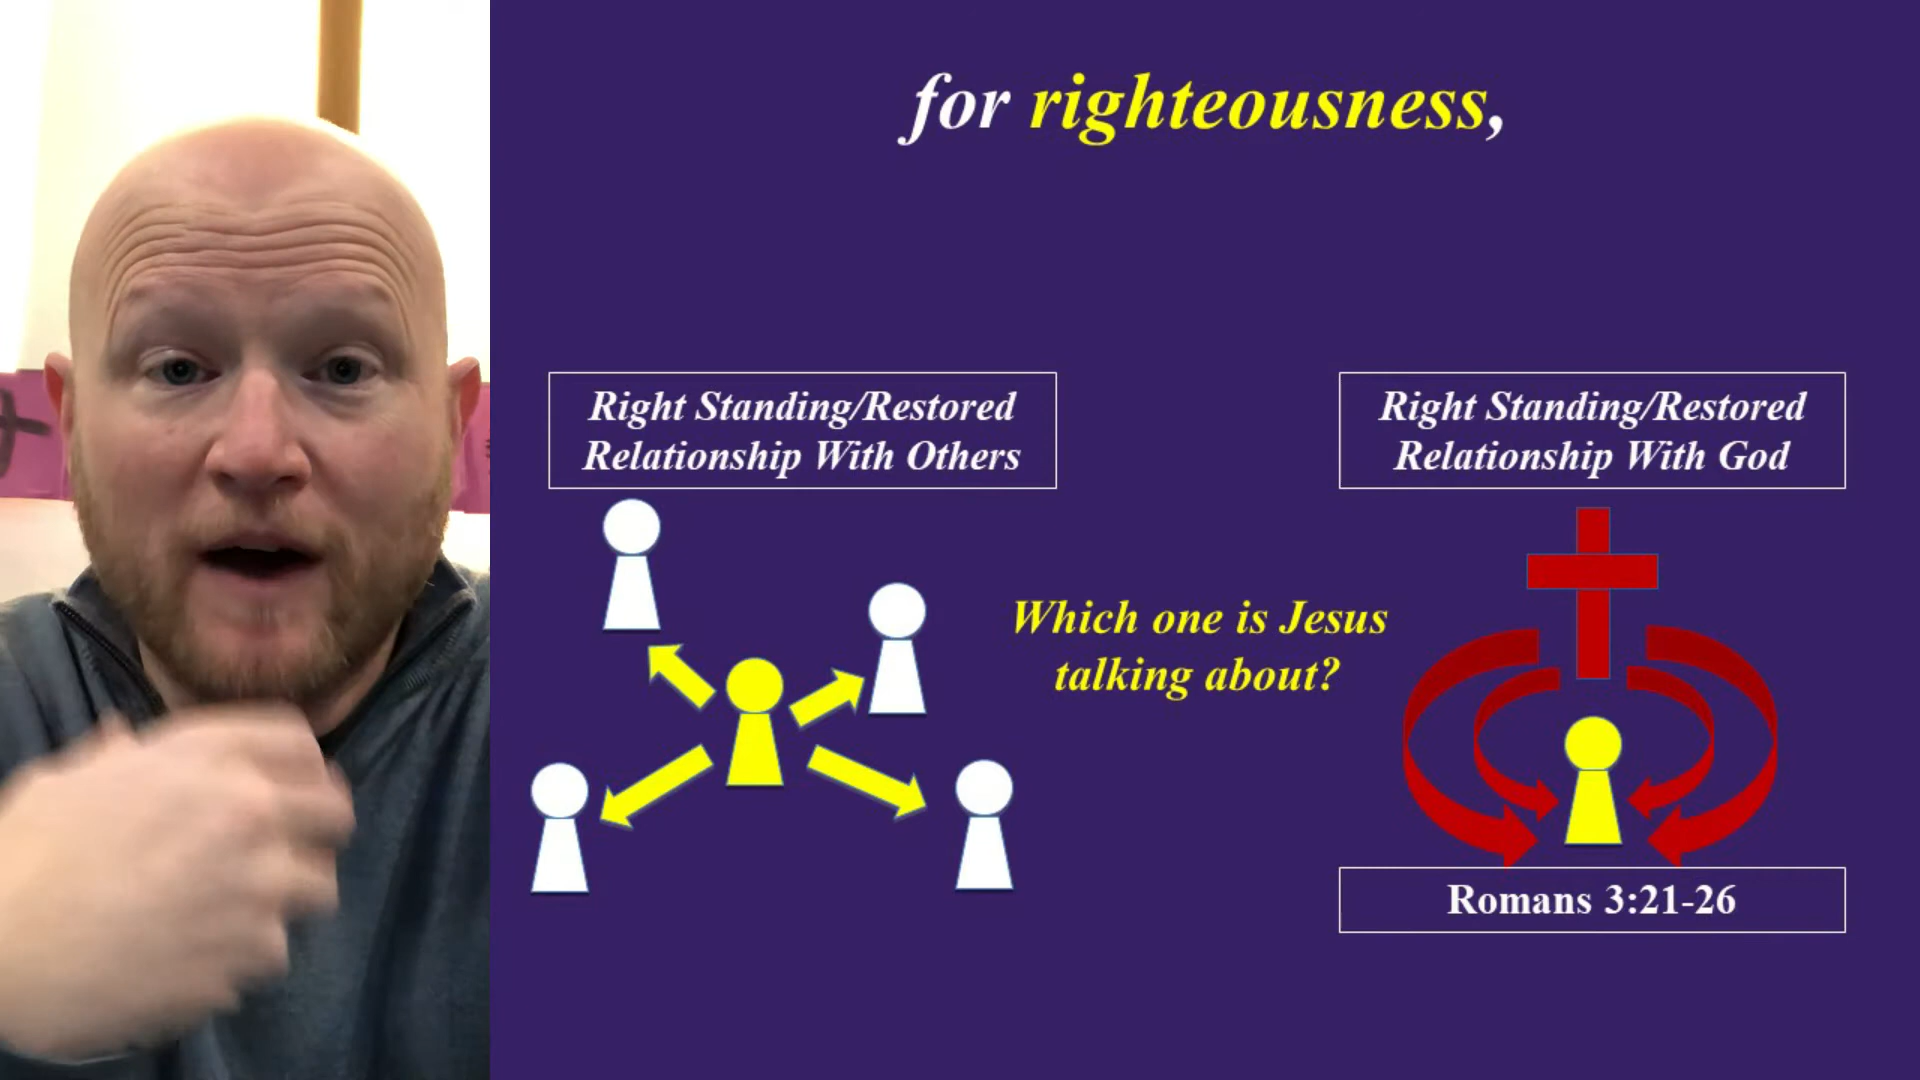 for righteousness,
Right Standing/Restored
Relationship With Others
Right Standing/Restored
Relationship With God
Which one is Jesus
talking about?
Romans 3:21-26